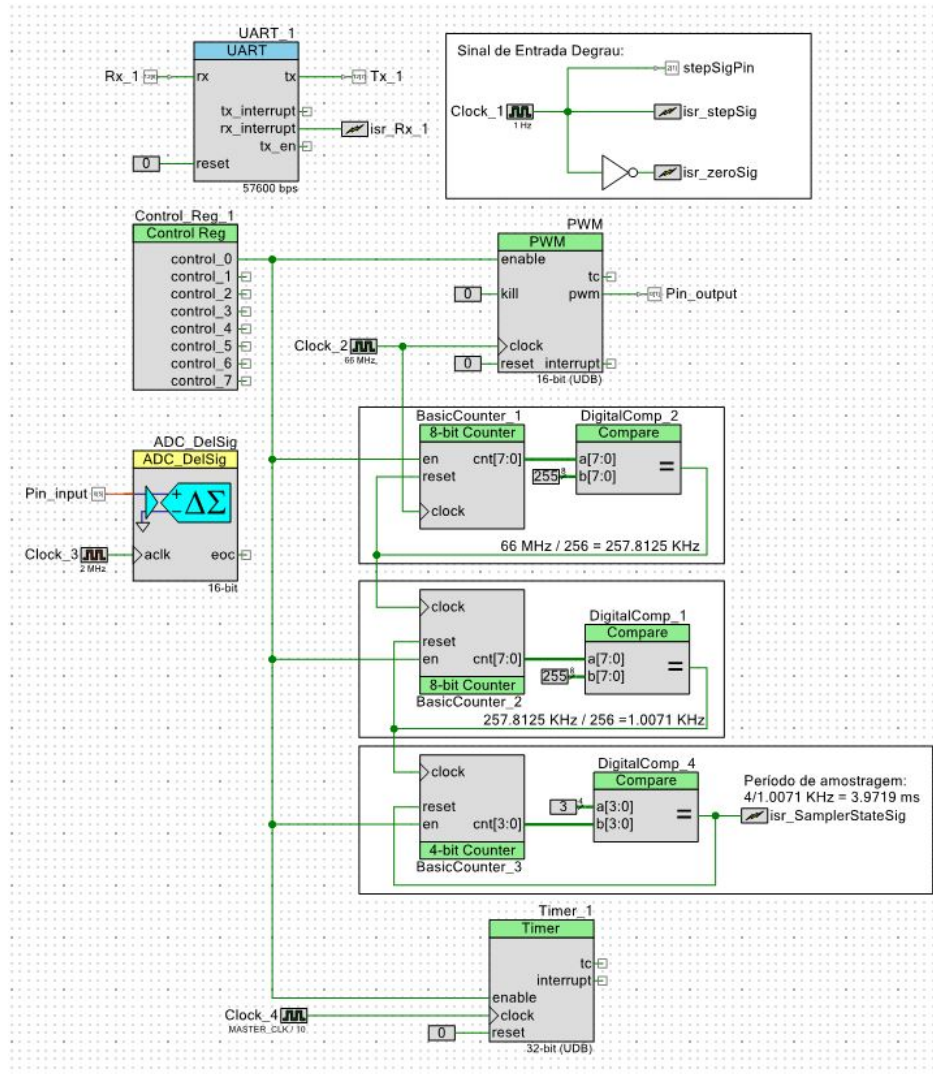 UART_1
UART
Rx_1
rx
tx
Tx_1
tx_interrupt
rx_interrupt
isr_Rx_1
tx_en
0
reset
57600 bps
Sinal de Entrada Degrau:
stepSigPin
Clock_1
1 Hz
isr_stepSig
isr_zeroSig
Control_Reg_1
Control Reg
control_0
control_1
control_2
control_3
control_4
control_5
control_6
control_7
PWM
PWM
enable
tc
0
kill
pwm
Pin_output
Clock_2
66 MHz
clock
0
reset
interrupt
16-bit (UDB)
BasicCounter_1
8-bit Counter
en
cnt[7:0]
reset
clock
DigitalComp_2
Compare
a[7:0]
255
8
b[7:0]
=
66 MHz / 256 = 257.8125 KHz
ADC_DelSig
ADC_DelSig
Pin_input
+
-
ΔΣ
Clock_3
2 MHz
aclk
eoc
16-bit
clock
reset
en
cnt[7:0]
8-bit Counter
BasicCounter_2
DigitalComp_1
Compare
a[7:0]
255
8
b[7:0]
=
257.8125 KHz / 256 =1.0071 KHz
clock
reset
en
cnt[3:0]
4-bit Counter
BasicCounter_3
DigitalComp_4
Compare
3
4
a[3:0]
b[3:0]
=
Período de amostragem:
4/1.0071 KHz = 3.9719 ms
isr_SamplerStateSig
Timer_1
Timer
tc
interrupt
enable
Clock_4
MASTER_CLK / 10
clock
0
reset
32-bit (UDB)